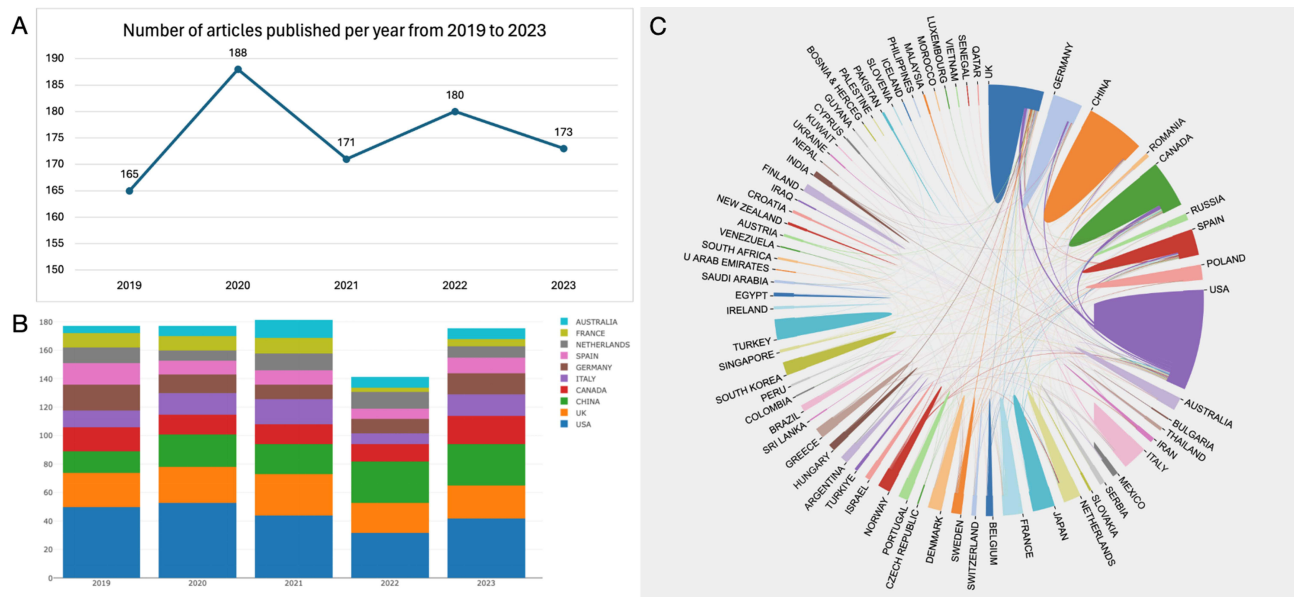 A
Number of articles published per year from 2019 to 2023
190
185
180
175
170
165
160
155
150
165
188
171
180
173
2019 2020 2021 2022 2023
B
180
160
140
120
100
80
60
40
20
0
2019 2020 2021 2022 2023
AUSTRALIA
FRANCE
NETHERLANDS
SPAIN
GERMANY
ITALY
CANADA
CHINA
UK
USA
C
UK
GERMANY
CHINA
ROMANIA
CANADA
RUSSIA
SPAIN
POLAND
USA
AUSTRALIA
BULGARIA
THAILAND
IRAN
ITALY
MEXICO
SERBIA
SLOVAKIA
NETHERLANDS
JAPAN
FRANCE
BELGIUM
SWITZERLAND
SWEDEN
DENMARK
CZECH REPUBLIC
PORTUGAL
NORWAY
ISRAEL
TURKIYE
ARGENTINA
HUNGARY
GREECE
SRI LANKA
BRAZIL
COLOMBIA
PERU
SOUTH KOREA
SINGAPORE
TURKEY
IRELAND
EGYPT
SAUDI ARABIA
U ARAB EMIRATES
SOUTH AFRICA
VENEZUELA
AUSTRIA
NEW ZEALAND
CROATIA
IRAQ
FINLAND
INDIA
NEPAL
UKRAINE
KUWAIT
CYPRUS
GUYANA
BOSNIA & HERCEG
PALESTINE
PAKISTAN
SLOVENIA
ICELAND
PHILIPPINES
MALAYSIA
MOROCCO
LUXEMBOURG
VIETNAM
SENEGAL
QATAR